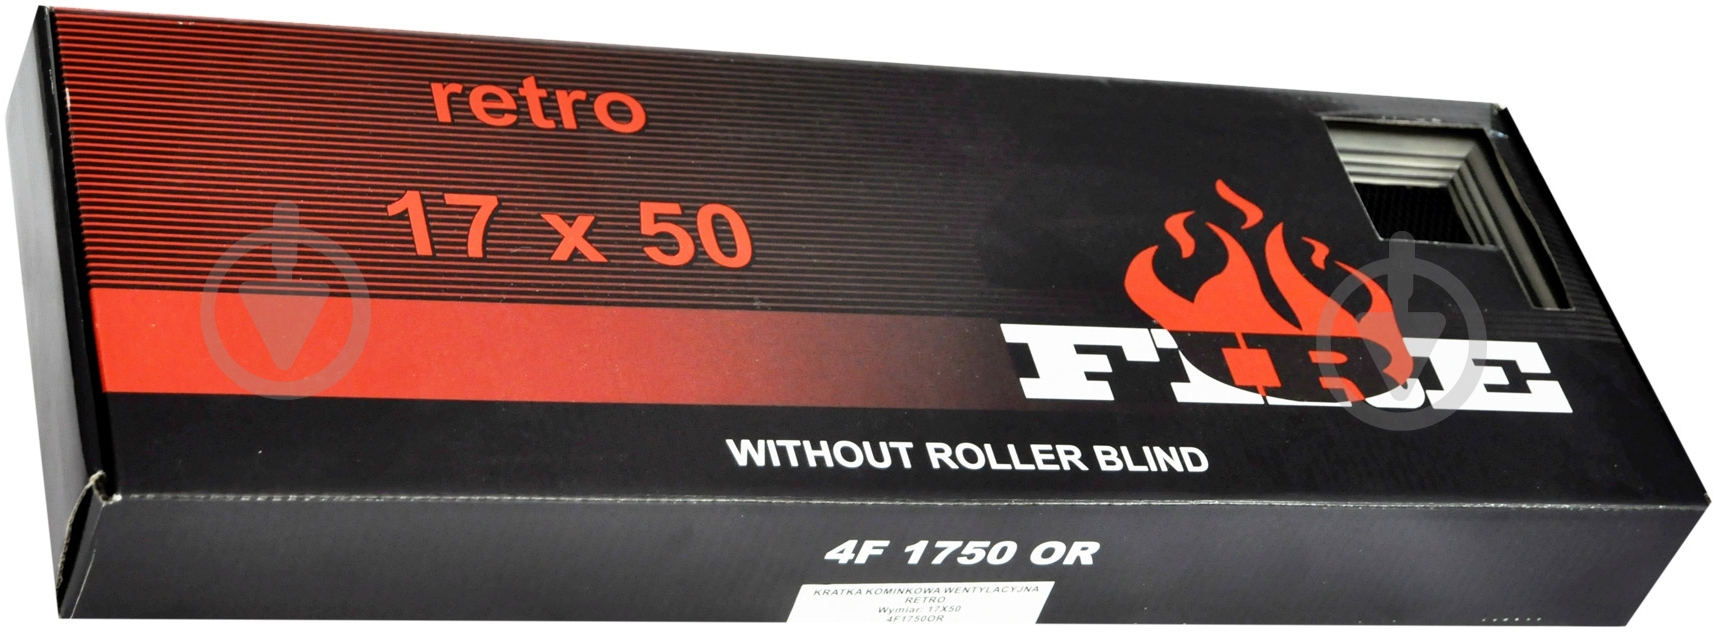 retro
17 x 50
FIRE
WITHOUT ROLLER BLIND
4F 1750 OR
KRATKA KOMINKOWA WENTYLACYJNA
RETRO
Wymiar: 17X50
4F1750OR